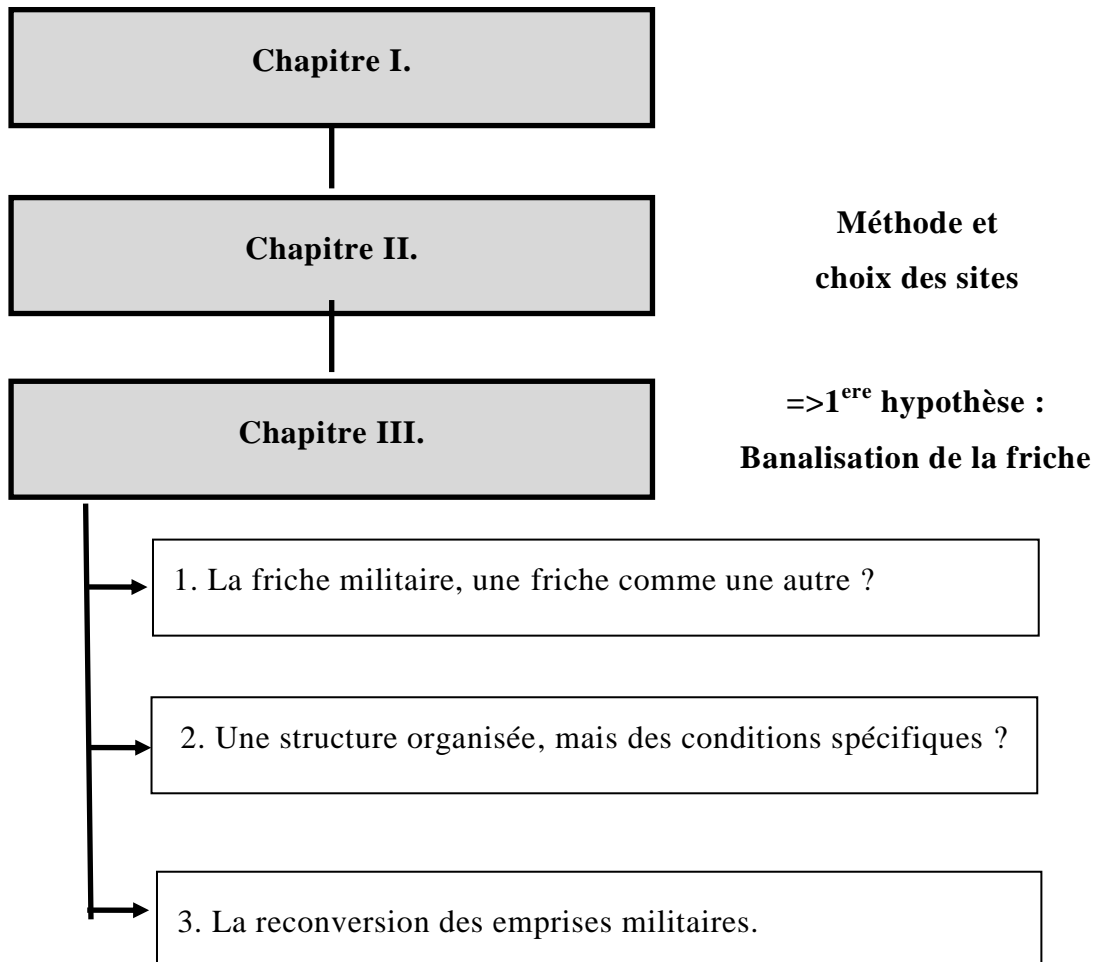 Chapitre I.
Chapitre II.
Méthode et
choix des sites
Chapitre III.
=>1ere hypothèse :
Banalisation de la friche
1. La friche militaire, une friche comme une autre ?
2. Une structure organisée, mais des conditions spécifiques ?
3. La reconversion des emprises militaires.